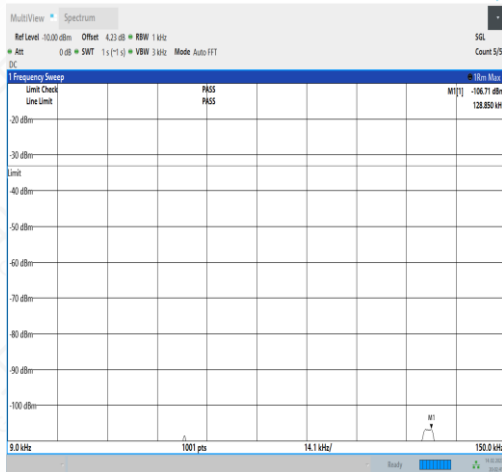 MultiView Spectrum
Ref Level -10.00 dBm Offset 4.23 dB RBW 1 kHz SGL
Att 0 dB SWT 1 s (~1 s) VBW 3 kHz Mode Auto FFT Count 5/5
DC
1 Frequency Sweep 1Rm Max
Limit Check PASS M1[1] -106.71 dBm
Line Limit PASS 128.850 kH
-20 dBm
-30 dBm
Limit
-40 dBm
-50 dBm
-60 dBm
-70 dBm
-80 dBm
-90 dBm
-100 dBm
M1
9.0 kHz 1001 pts 14.1 kHz/ 150.0 kHz
Ready